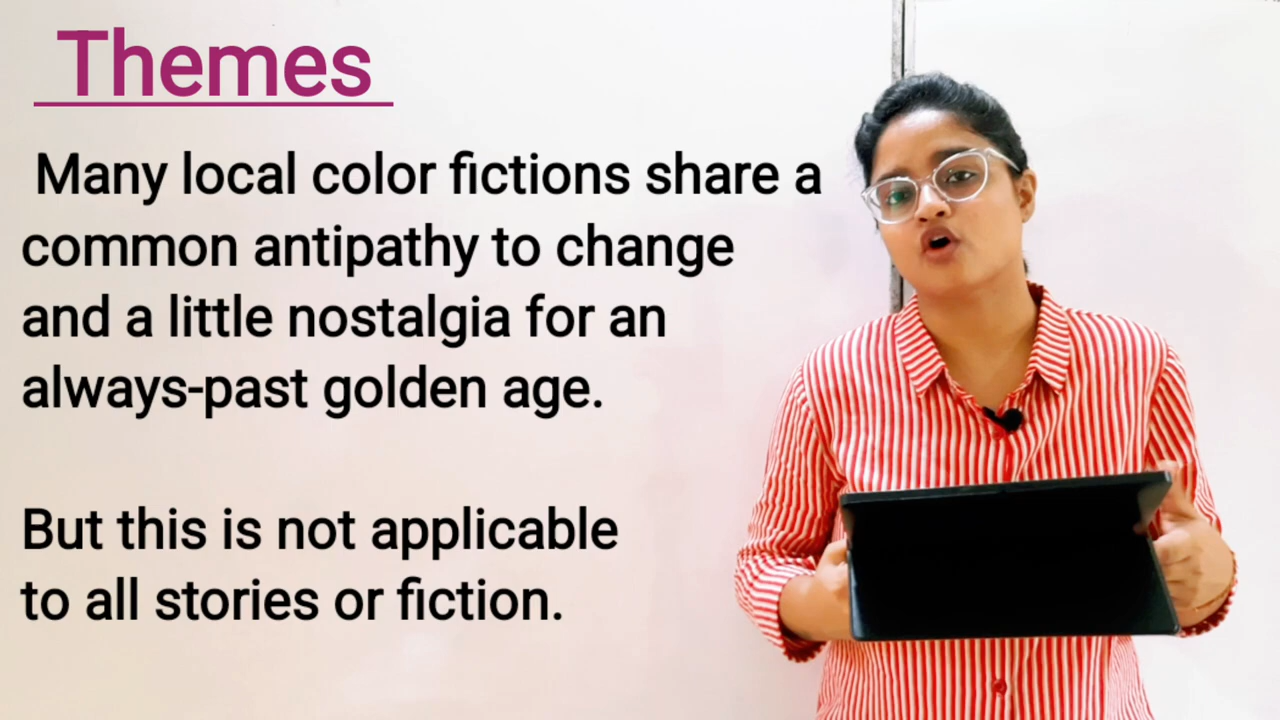 Themes
Many local color fictions share a
common antipathy to change
and a little nostalgia for an
always-past golden age.
But this is not applicable
to all stories or fiction.